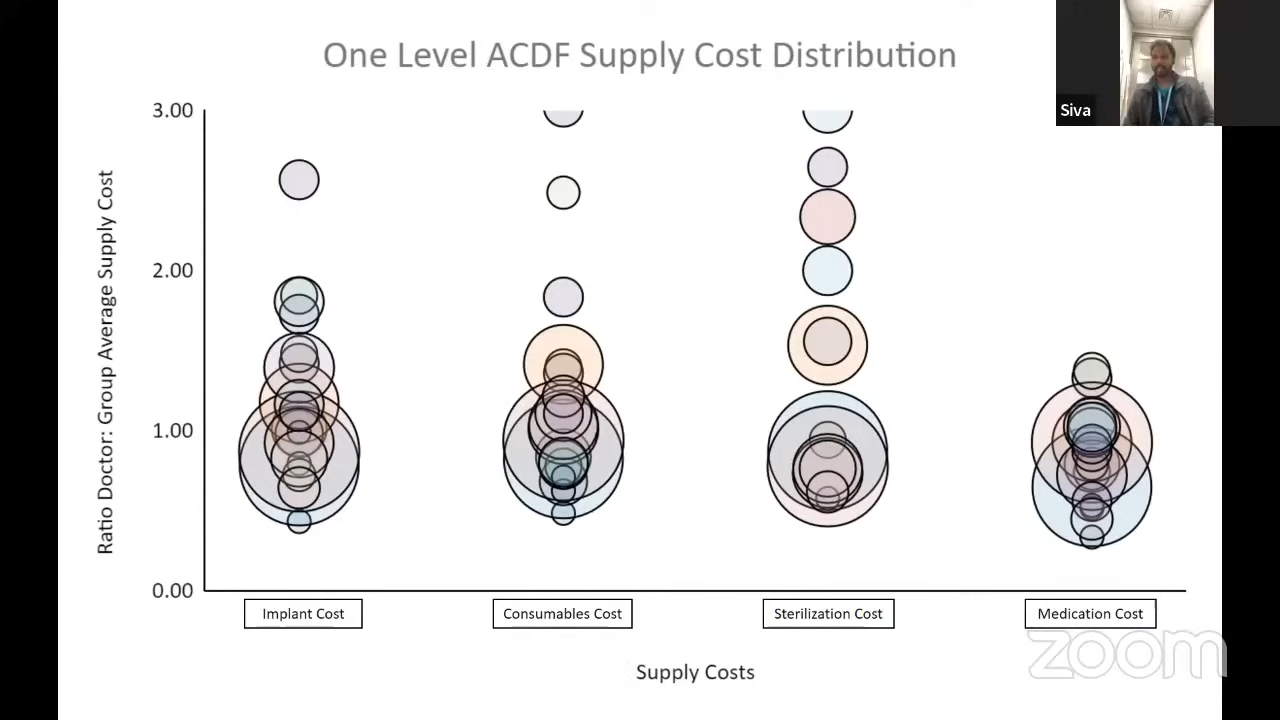 One Level ACDF Supply Cost Distribution
Siva
3.00
2.00
1.00
0.00
Ratio Doctor: Group Average Supply Cost
Implant Cost
Consumables Cost
Sterilization Cost
Medication Cost
Supply Costs
zoom